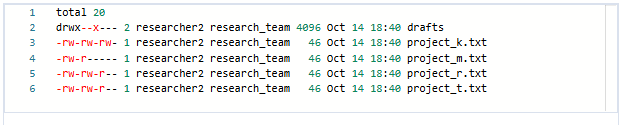 1 total 20
2 drwx--x--- 2 researcher2 research_team 4096 Oct 14 18:40 drafts
3 -rw-rw-rw- 1 researcher2 research_team   46 Oct 14 18:40 project_k.txt
4 -rw-r----- 1 researcher2 research_team   46 Oct 14 18:40 project_m.txt
5 -rw-rw-r-- 1 researcher2 research_team   46 Oct 14 18:40 project_r.txt
6 -rw-rw-r-- 1 researcher2 research_team   46 Oct 14 18:40 project_t.txt